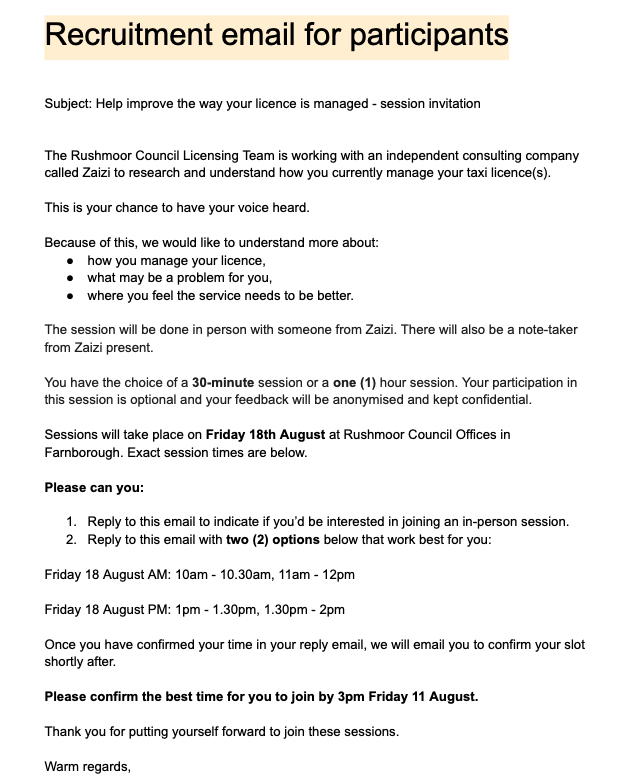 Recruitment email for participants
Subject: Help improve the way your licence is managed - session invitation
The Rushmoor Council Licensing Team is working with an independent consulting company
called Zaizi to research and understand how you currently manage your taxi licence(s).
This is your chance to have your voice heard.
Because of this, we would like to understand more about:
● how you manage your licence,
● what may be a problem for you,
● where you feel the service needs to be better.
The session will be done in person with someone from Zaizi. There will also be a note-taker
from Zaizi present.
You have the choice of a 30-minute session or a one (1) hour session. Your participation in
this session is optional and your feedback will be anonymised and kept confidential.
Sessions will take place on Friday 18th August at Rushmoor Council Offices in
Farnborough. Exact session times are below.
Please can you:
1. Reply to this email to indicate if you'd be interested in joining an in-person session.
2. Reply to this email with two (2) options below that work best for you:
Friday 18 August AM: 10am - 10.30am, 11am - 12pm
Friday 18 August PM: 1pm - 1.30pm, 1.30pm - 2pm
Once you have confirmed your time in your reply email, we will email you to confirm your slot
shortly after.
Please confirm the best time for you to join by 3pm Friday 11 August.
Thank you for putting yourself forward to join these sessions.
Warm regards,